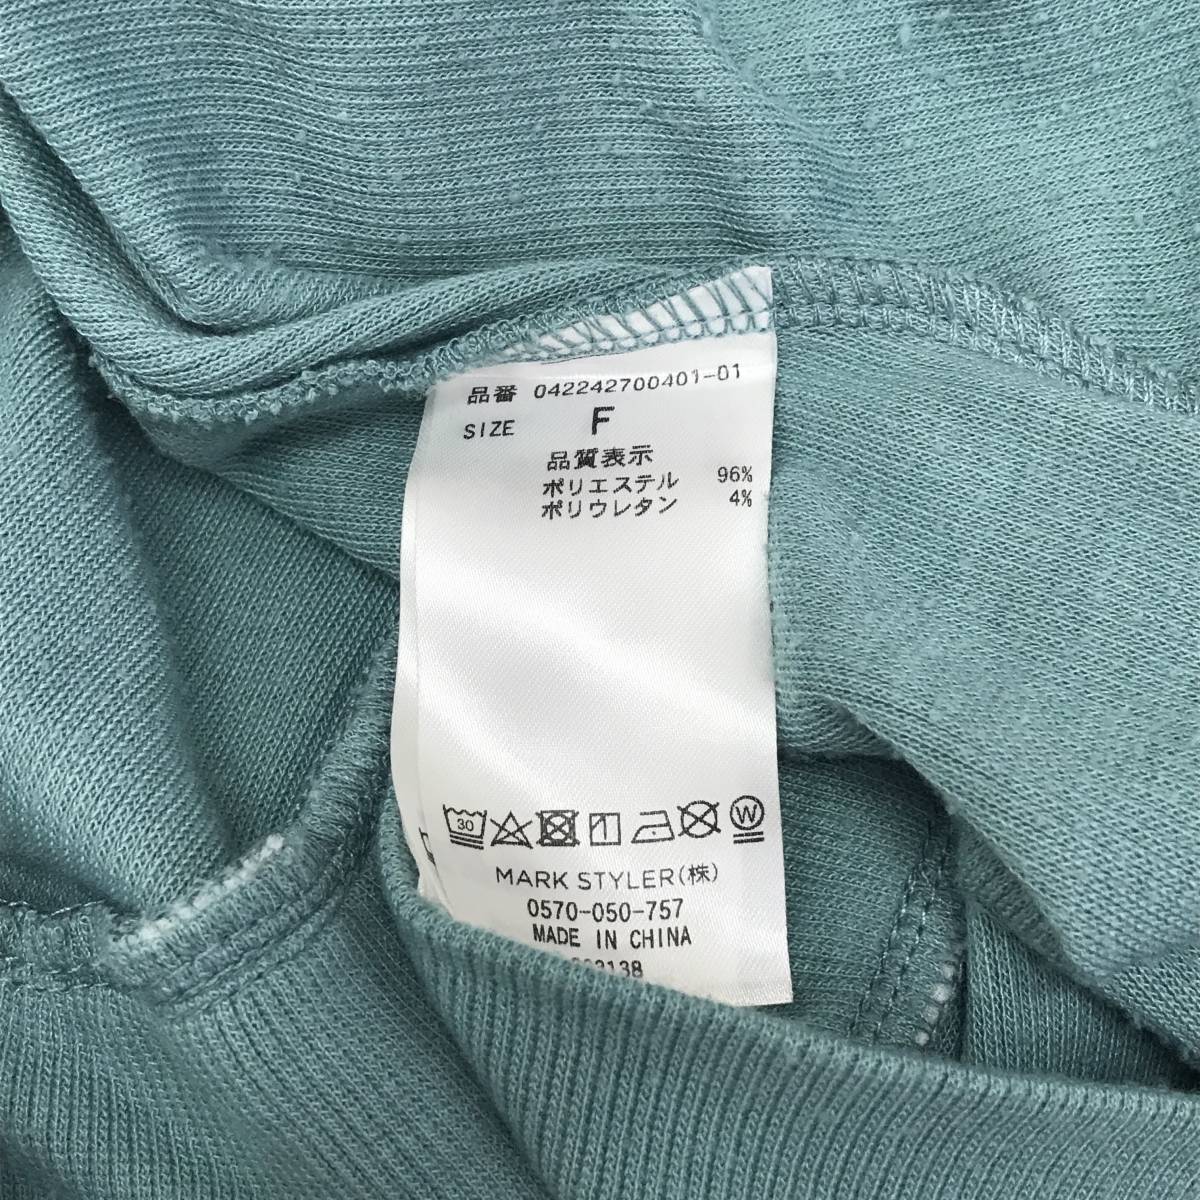 品番 042242700401-01
SIZE F
品質表示
ポリエステル 96%
ポリウレタン 4%
30 W
MARK STYLER(株)
0570-050-757
MADE IN CHINA